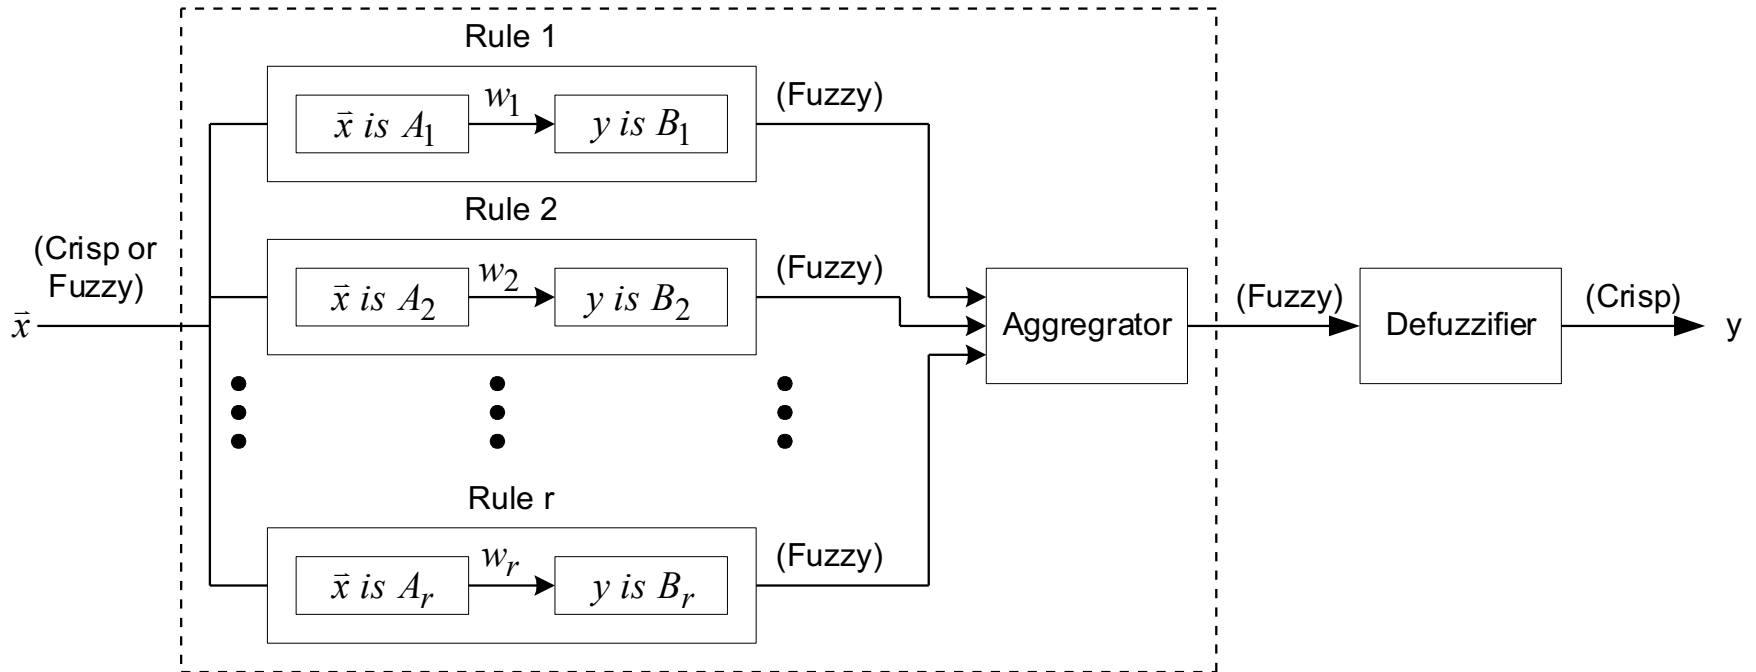 Rule 1
w₁
(Fuzzy)
x⃗ is A₁
y is B₁
Rule 2
(Crisp or
Fuzzy)
w₂
(Fuzzy)
x⃗ is A₂
y is B₂
x⃗
Aggregrator
(Fuzzy)
Defuzzifier
(Crisp)
y
Rule r
wᵣ
(Fuzzy)
x⃗ is Aᵣ
y is Bᵣ